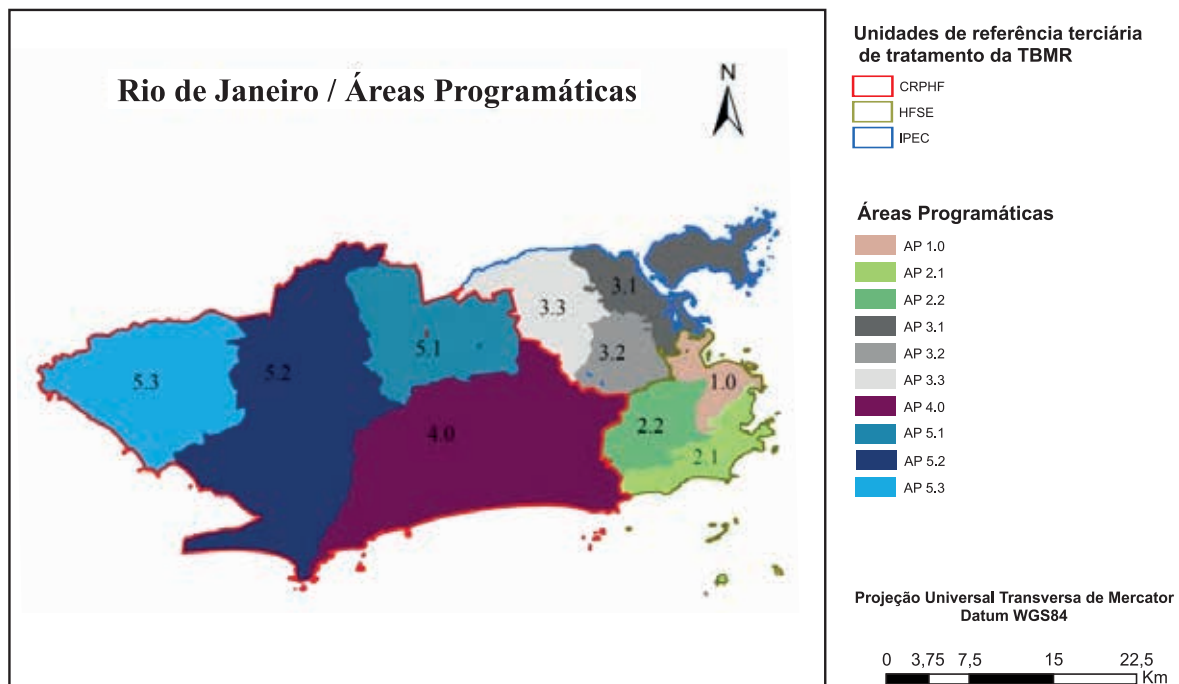 Rio de Janeiro / Áreas Programáticas
N
3.1
3.3
3.2
5.1
5.3
5.2
1.0
2.2
4.0
2.1
Unidades de referência terciária
de tratamento da TBMR
CRPHF
HFSE
IPEC
Áreas Programáticas
AP 1.0
AP 2.1
AP 2.2
AP 3.1
AP 3.2
AP 3.3
AP 4.0
AP 5.1
AP 5.2
AP 5.3
Projeção Universal Transversa de Mercator
Datum WGS84
0 3,75 7,5 15 22,5
Km